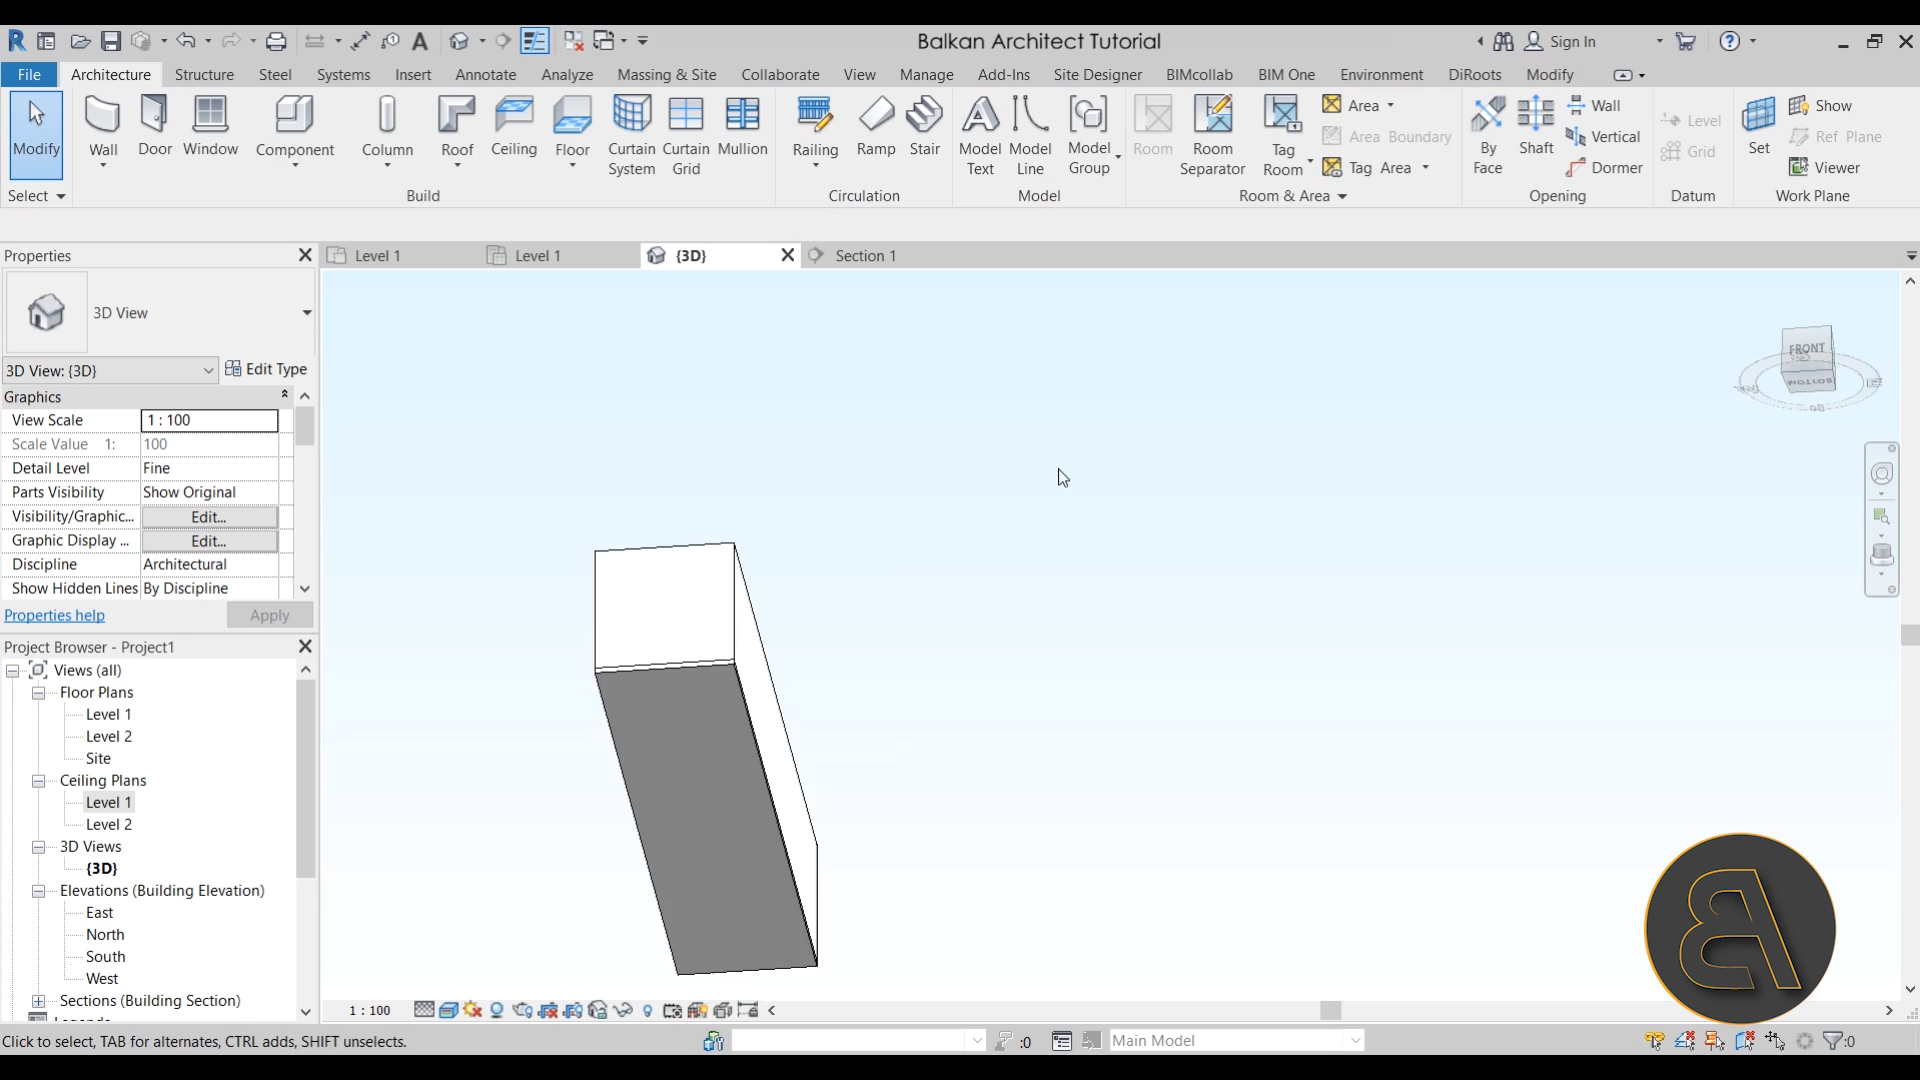 Balkan Architect Tutorial
Sign In
File Architecture Structure Steel Systems Insert Annotate Analyze Massing & Site Collaborate View Manage Add-Ins Site Designer BIMcollab BIM One Environment DiRoots Modify
Modify
Wall
Door
Window
Component
Column
Roof
Ceiling
Floor
Curtain
System
Curtain
Grid
Mullion
Railing
Ramp
Stair
Model
Text
Model
Line
Model
Group
Room
Room
Separator
Tag
Room
Area
Area Boundary
Tag Area
By
Face
Shaft
Wall
Vertical
Dormer
Level
Grid
Set
Show
Ref Plane
Viewer
Select
Build
Circulation
Model
Room & Area
Opening
Datum
Work Plane
Properties
Level 1
Level 1
{3D}
Section 1
3D View
3D View: {3D}
Edit Type
Graphics
View Scale 1 : 100
Scale Value 1: 100
Detail Level Fine
Parts Visibility Show Original
Visibility/Graphic... Edit...
Graphic Display ... Edit...
Discipline Architectural
Show Hidden Lines By Discipline
Properties help
Apply
FRONT
BOTTOM
Project Browser - Project1
Views (all)
Floor Plans
Level 1
Level 2
Site
Ceiling Plans
Level 1
Level 2
3D Views
{3D}
Elevations (Building Elevation)
East
North
South
West
Sections (Building Section)
1 : 100
Click to select, TAB for alternates, CTRL adds, SHIFT unselects.
:0
Main Model
:0